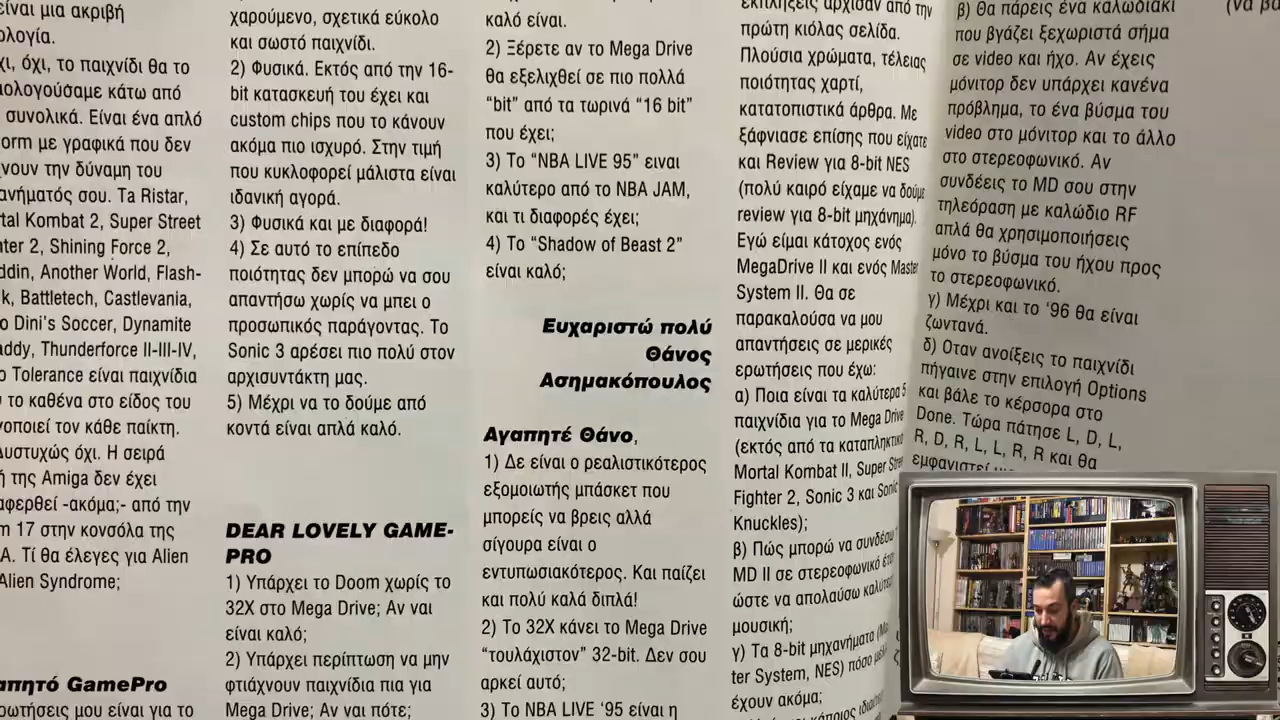 είναι μια ακριβή
ολογία.
χι, όχι, το παιχνίδι θα το
μολογούσαμε κάτω από
συνολικά. Είναι ένα απλό
orm με γραφικά που δεν
χνουν την δύναμη του
ανήματός σου. Τα Ristar,
rtal Kombat 2, Super Street
hter 2, Shining Force 2,
ddin, Another World, Flash-
k, Battletech, Castlevania,
o Dini's Soccer, Dynamite
addy, Thunderforce II-III-IV,
o Tolerance είναι παιχνίδια
το καθένα στο είδος του
νοποιεί τον κάθε παίκτη.
Δυστυχώς όχι. Η σειρά
ή της Amiga δεν έχει
αφερθεί -ακόμα;- από την
m 17 στην κονσόλα της
A. Τί θα έλεγες για Alien
Alien Syndrome;
απητό GamePro
ρωτήσεις μου είναι για το
χαρούμενο, σχετικά εύκολο
και σωστό παιχνίδι.
2) Φυσικά. Εκτός από την 16-
bit κατασκευή του έχει και
custom chips που το κάνουν
ακόμα πιο ισχυρό. Στην τιμή
που κυκλοφορεί μάλιστα είναι
ιδανική αγορά.
3) Φυσικά και με διαφορά!
4) Σε αυτό το επίπεδο
ποιότητας δεν μπορώ να σου
απαντήσω χωρίς να μπει ο
προσωπικός παράγοντας. Το
Sonic 3 αρέσει πιο πολύ στον
αρχισυντάκτη μας.
5) Μέχρι να το δούμε από
κοντά είναι απλά καλό.
DEAR LOVELY GAME-
PRO
1) Υπάρχει το Doom χωρίς το
32X στο Mega Drive; Αν ναι
είναι καλό;
2) Υπάρχει περίπτωση να μην
φτιάχνουν παιχνίδια πια για
Mega Drive; Αν ναι πότε;
καλό είναι.
2) Ξέρετε αν το Mega Drive
θα εξελιχθεί σε πιο πολλά
"bit" από τα τωρινά "16 bit"
που έχει;
3) Το "NBA LIVE 95" ειναι
καλύτερο από το NBA JAM,
και τι διαφορές έχει;
4) Το "Shadow of Beast 2"
είναι καλό;
Ευχαριστώ πολύ
Θάνος
Ασημακόπουλος
Αγαπητέ Θάνο,
1) Δε είναι ο ρεαλιστικότερος
εξομοιωτής μπάσκετ που
μπορείς να βρεις αλλά
σίγουρα είναι ο
εντυπωσιακότερος. Και παίζει
και πολύ καλά διπλά!
2) Το 32X κάνει το Mega Drive
"τουλάχιστον" 32-bit. Δεν σου
αρκεί αυτό;
3) Το NBA LIVE '95 είναι η
εκπλήξεις άρχισαν από την
πρώτη κιόλας σελίδα.
Πλούσια χρώματα, τέλειας
ποιότητας χαρτί,
κατατοπιστικά άρθρα. Με
ξάφνιασε επίσης που είχατε
και Review για 8-bit NES
(πολύ καιρό είχαμε να δούμε
review για 8-bit μηχάνημα).
Εγώ είμαι κάτοχος ενός
MegaDrive II και ενός Master
System II. Θα σε
παρακαλούσα να μου
απαντήσεις σε μερικές
ερωτήσεις που έχω:
α) Ποια είναι τα καλύτερα 5
παιχνίδια για το Mega Drive
(εκτός από τα καταπληκτικά
Mortal Kombat II, Super Street
Fighter 2, Sonic 3 και Sonic
Knuckles);
β) Πώς μπορώ να συνδέσω
MD II σε στερεοφωνικό έτσι
ώστε να απολαύσω καλύτερα
μουσική;
γ) Τα 8-bit μηχανήματα (Mas
ter System, NES) πόσο μέλλον
έχουν ακόμα;
κάποιος
β) Θα πάρεις ένα καλωδιάκι
που βγάζει ξεχωριστά σήμα
σε video και ήχο. Αν έχεις
μόνιτορ δεν υπάρχει κανένα
πρόβλημα, το ένα βύσμα του
video στο μόνιτορ και το άλλο
στο στερεοφωνικό. Αν
συνδέεις το MD σου στην
τηλεόραση με καλώδιο RF
απλά θα χρησιμοποιήσεις
μόνο το βύσμα του ήχου προς
το στερεοφωνικό.
γ) Μέχρι και το '96 θα είναι
ζωντανά.
δ) Οταν ανοίξεις το παιχνίδι
πήγαινε στην επιλογή Options
και βάλε το κέρσορα στο
Done. Τώρα πάτησε L, D, L,
R, D, R, L, L, R, R και θα
εμφανιστεί
(να